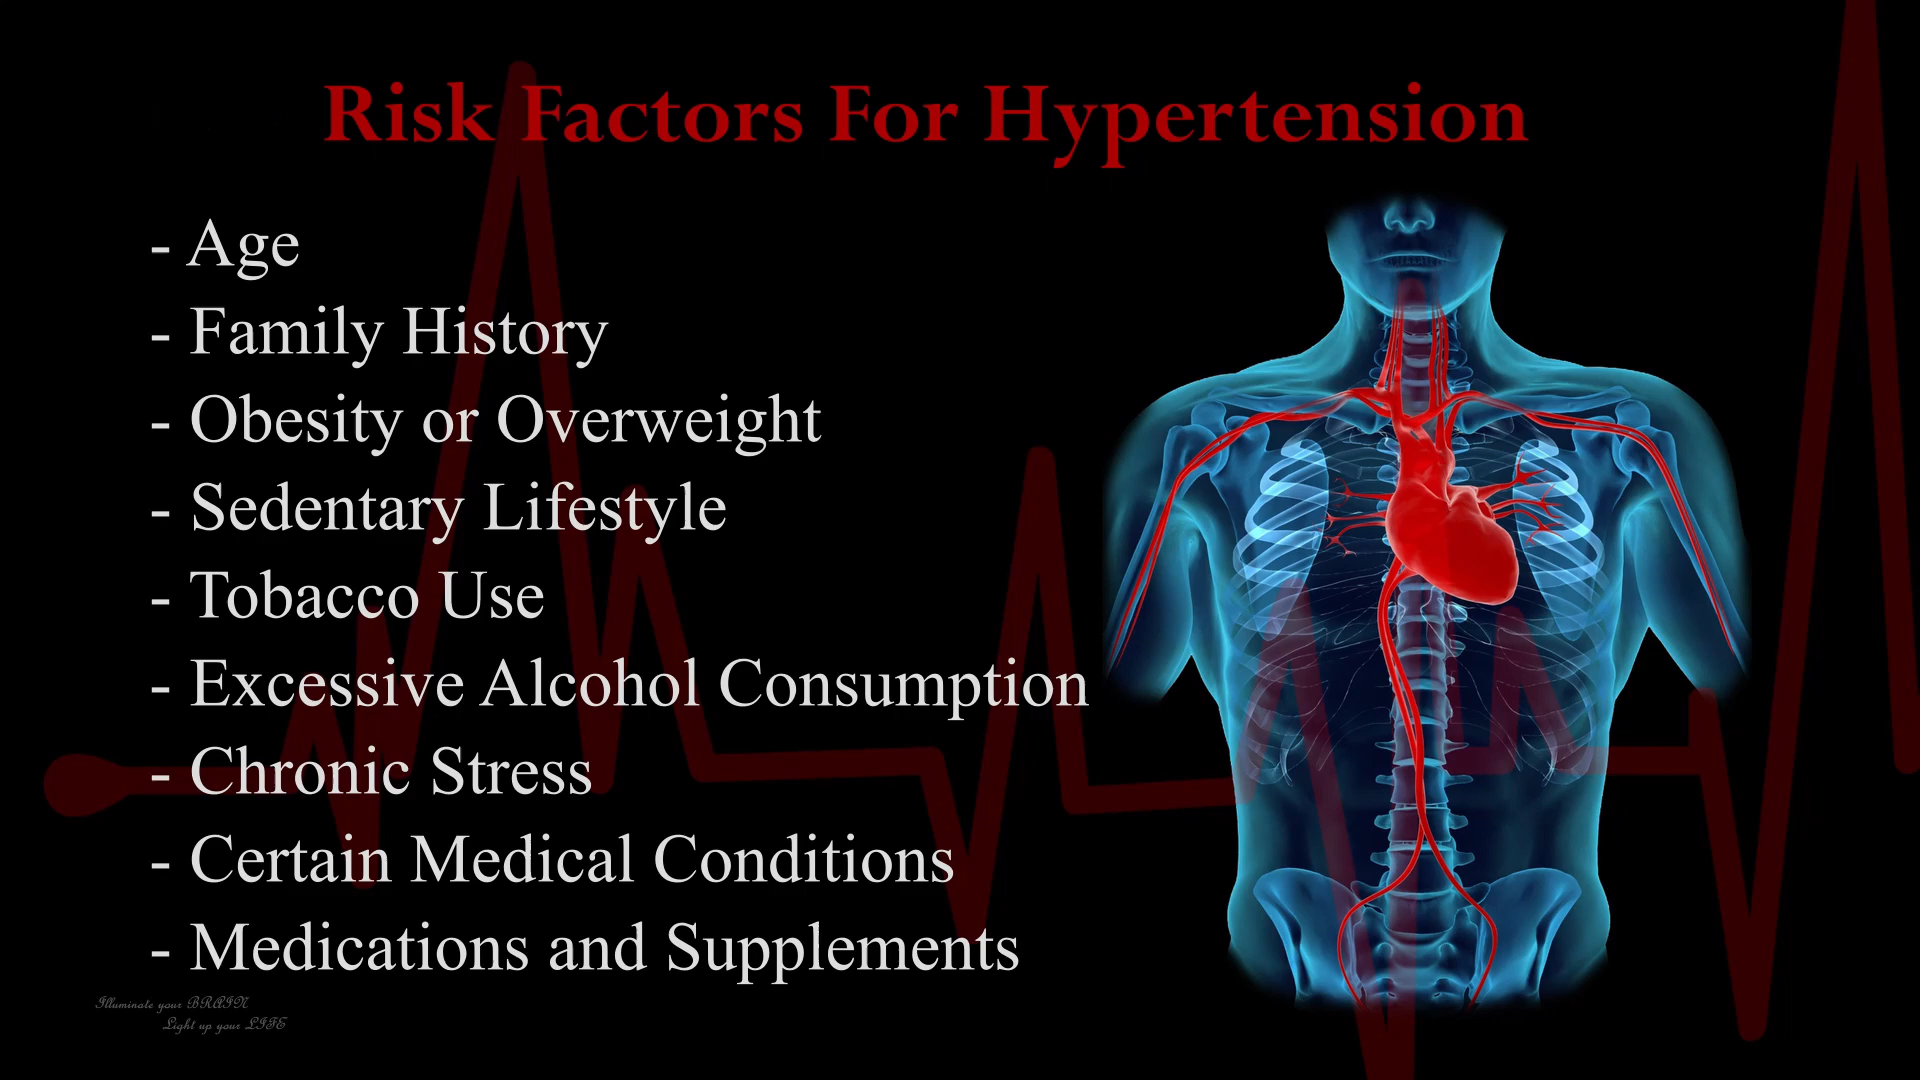 Risk Factors For Hypertension
- Age
- Family History
- Obesity or Overweight
- Sedentary Lifestyle
- Tobacco Use
- Excessive Alcohol Consumption
- Chronic Stress
- Certain Medical Conditions
- Medications and Supplements
Illuminate your BRAIN
Light up your LIFE